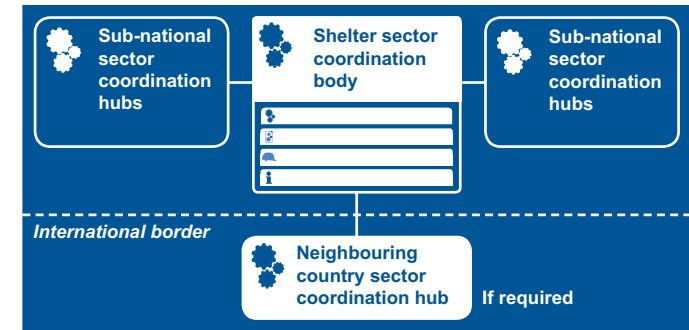 Sub-national
sector
coordination
hubs
Shelter sector
coordination
body
Sub-national
sector
coordination
hubs
International border
Neighbouring
country sector
coordination hub
If required